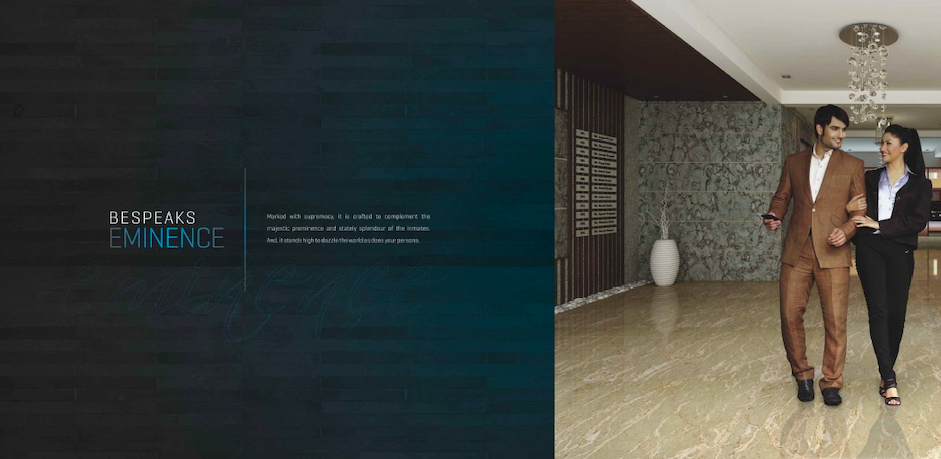 BESPEAKS
EMINENCE
Marked with supremacy, it is crafted to complement the
majestic prominence and stately splendour of the inmates.
And, it stands high to dazzle the world as does your persona.